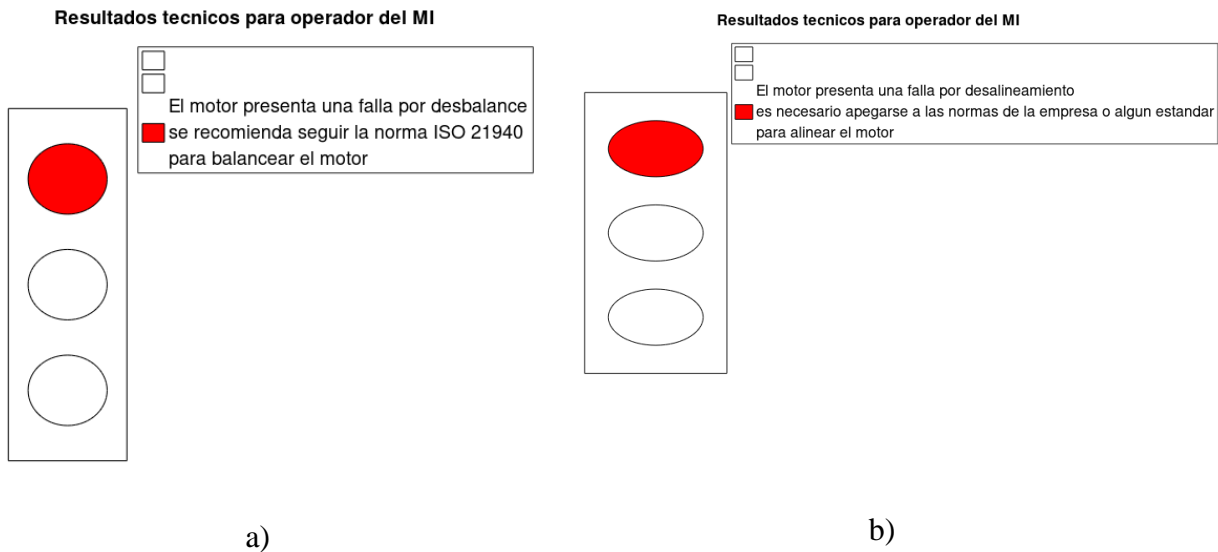 Resultados tecnicos para operador del MI
El motor presenta una falla por desbalance
se recomienda seguir la norma ISO 21940
para balancear el motor
a)
Resultados tecnicos para operador del MI
El motor presenta una falla por desalineamiento
es necesario apegarse a las normas de la empresa o algun estandar
para alinear el motor
b)